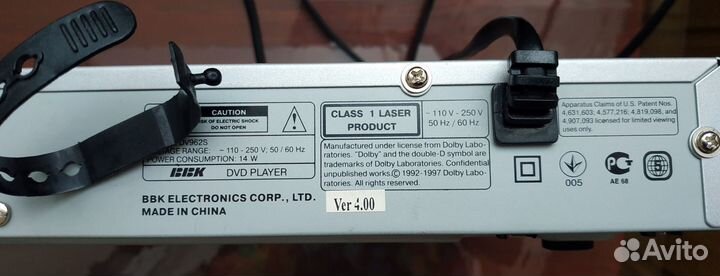 CAUTION
OF ELECTRIC SHOCK
DO NOT OPEN
DV962S
RANGE: ~ 110 - 250 V; 50 / 60 Hz
POWER CONSUMPTION: 14 W
BBK DVD PLAYER
BBK ELECTRONICS CORP., LTD.
MADE IN CHINA
CLASS 1 LASER
PRODUCT
~ 110 V - 250 V
50 Hz / 60 Hz
Manufactured under license from Dolby Labo-
ratories. "Dolby" and the double-D symbol are
trademarks of Dolby Laboratories. Confidential
unpublished works.© 1992-1997 Dolby Labo-
ratories. All rights reserved.
Ver 4.00
Apparatus Claims of U.S. Patent Nos.
4,631,603; 4,577,216; 4,819,098; and
4,907,093 licensed for limited viewing
uses only.
005
АЕ 68
Avito